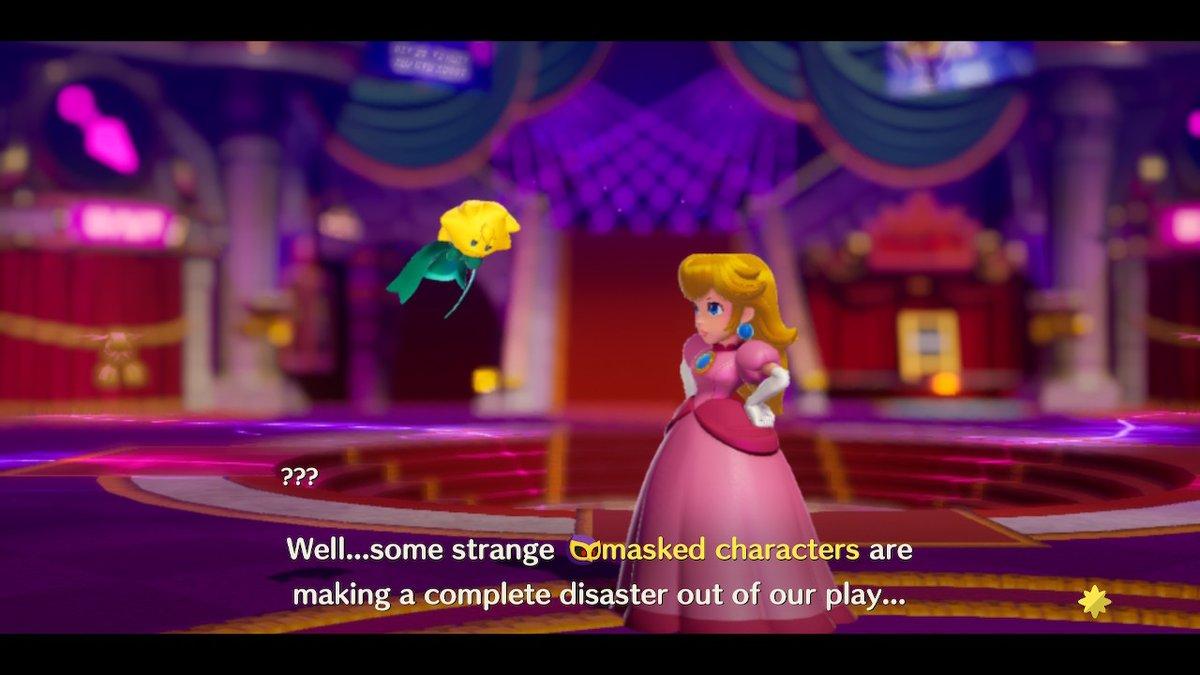 ???
Well...some strange masked characters are
making a complete disaster out of our play...